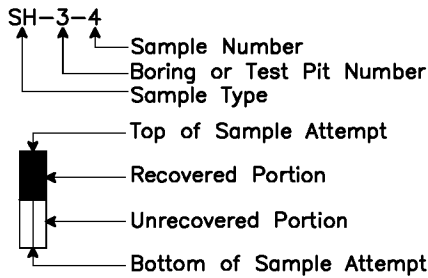 SH-3-4
Sample Number
Boring or Test Pit Number
Sample Type
Top of Sample Attempt
Recovered Portion
Unrecovered Portion
Bottom of Sample Attempt